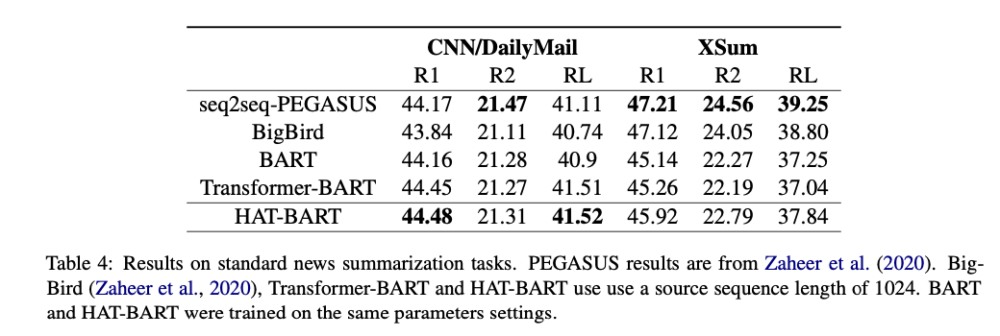 CNN/DailyMail XSum
R1 R2 RL R1 R2 RL
seq2seq-PEGASUS 44.17 21.47 41.11 47.21 24.56 39.25
BigBird 43.84 21.11 40.74 47.12 24.05 38.80
BART 44.16 21.28 40.9 45.14 22.27 37.25
Transformer-BART 44.45 21.27 41.51 45.26 22.19 37.04
HAT-BART 44.48 21.31 41.52 45.92 22.79 37.84
Table 4: Results on standard news summarization tasks. PEGASUS results are from Zaheer et al. (2020). Big-
Bird (Zaheer et al., 2020), Transformer-BART and HAT-BART use use a source sequence length of 1024. BART
and HAT-BART were trained on the same parameters settings.